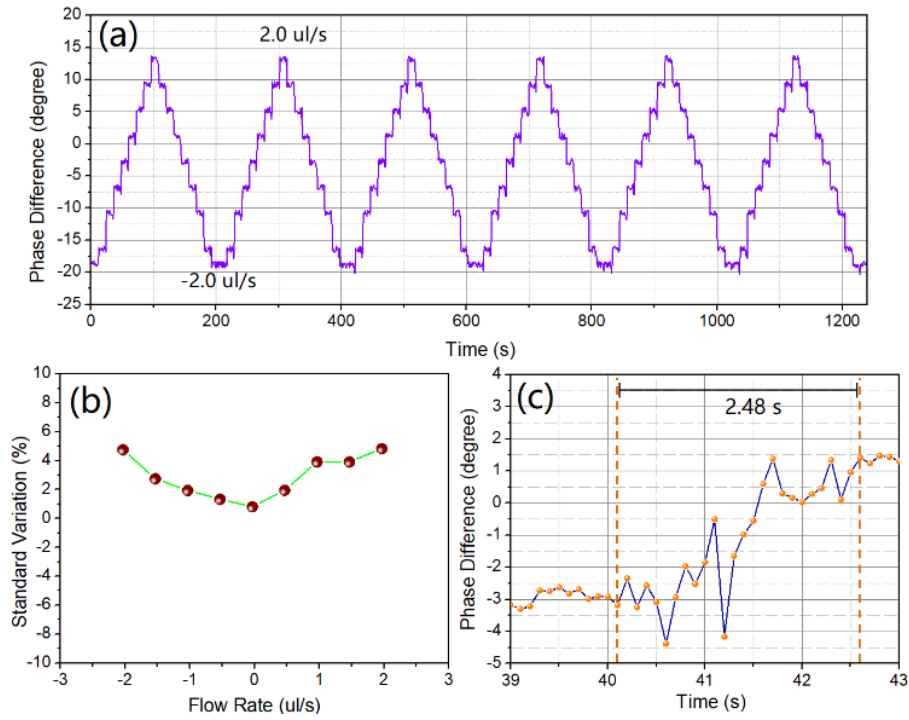 (a)
2.0 ul/s
-2.0 ul/s
20
15
10
5
0
-5
-10
-15
-20
-25
Phase Difference (degree)
0 200 400 600 800 1000 1200
Time (s)
(b)
10
8
6
4
2
0
-2
-4
-6
-8
-10
Standard Variation (%)
-3 -2 -1 0 1 2 3
Flow Rate (ul/s)
(c)
2.48 s
4
3
2
1
0
-1
-2
-3
-4
-5
Phase Difference (degree)
39 40 41 42 43
Time (s)